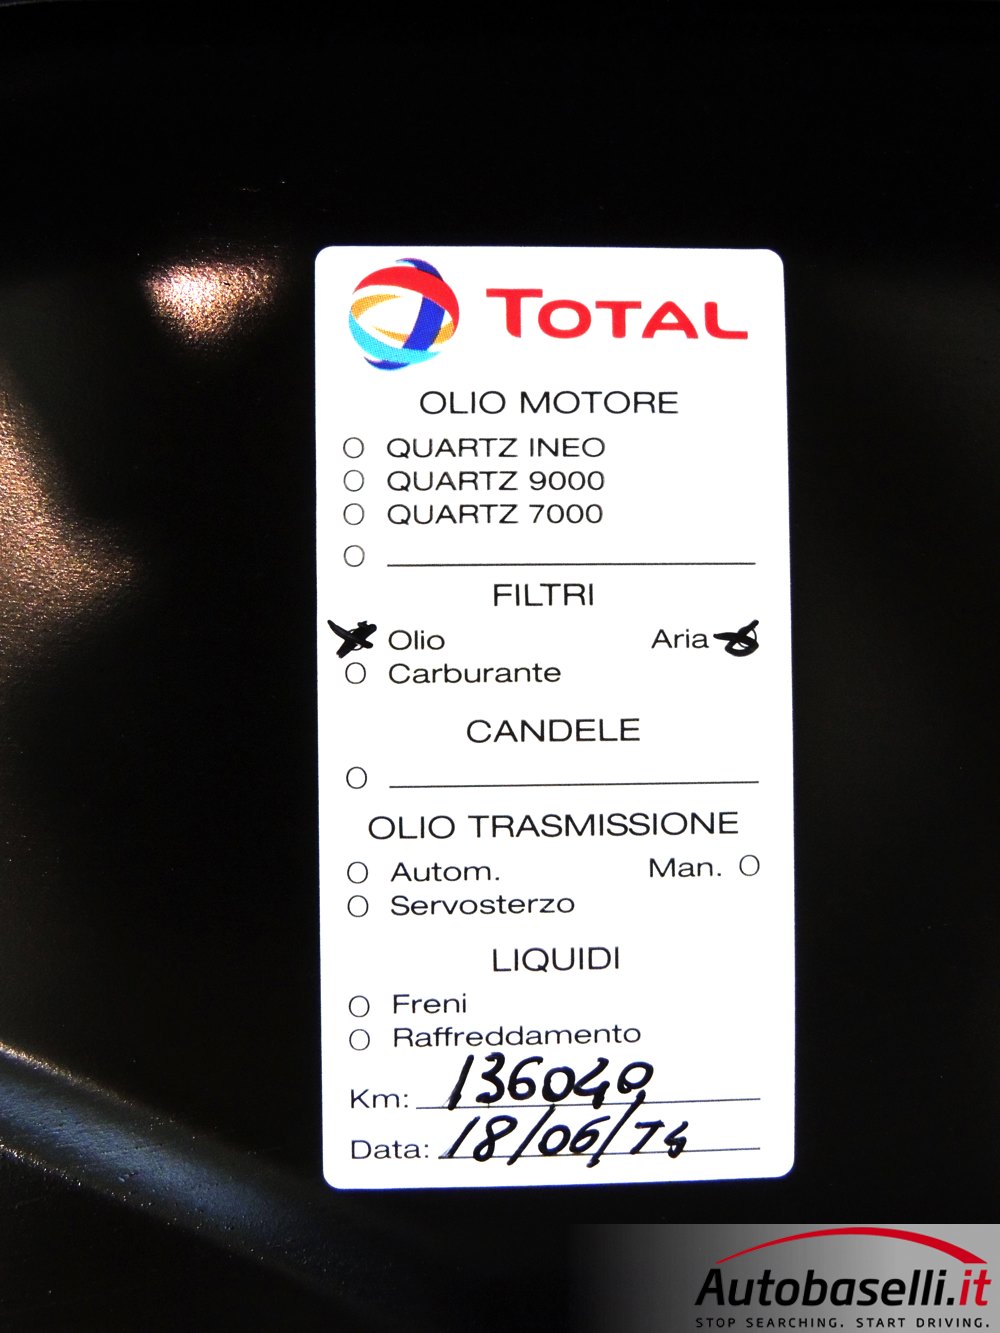 TOTAL
OLIO MOTORE
QUARTZ INEO
QUARTZ 9000
QUARTZ 7000
FILTRI
Olio Aria
Carburante
CANDELE
OLIO TRASMISSIONE
Autom. Man.
Servosterzo
LIQUIDI
Freni
Raffreddamento
Km: 136040
Data: 18/06/
Autobaselli.it
STOP SEARCHING. START DRIVING.